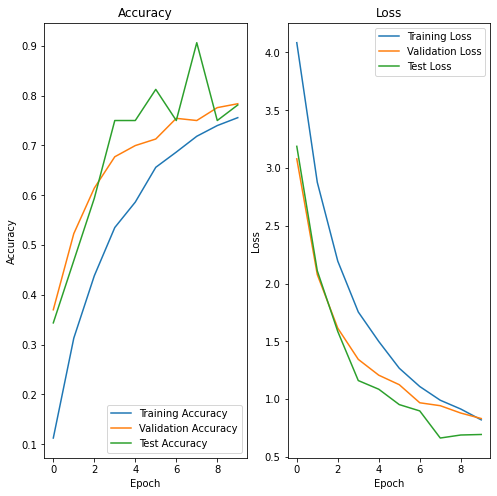 Accuracy
Accuracy
0.9
0.8
0.7
0.6
0.5
0.4
0.3
0.2
0.1
Training Accuracy
Validation Accuracy
Test Accuracy
0 2 4 6 8
Epoch
Loss
Loss
4.0
3.5
3.0
2.5
2.0
1.5
1.0
0.5
Training Loss
Validation Loss
Test Loss
0 2 4 6 8
Epoch